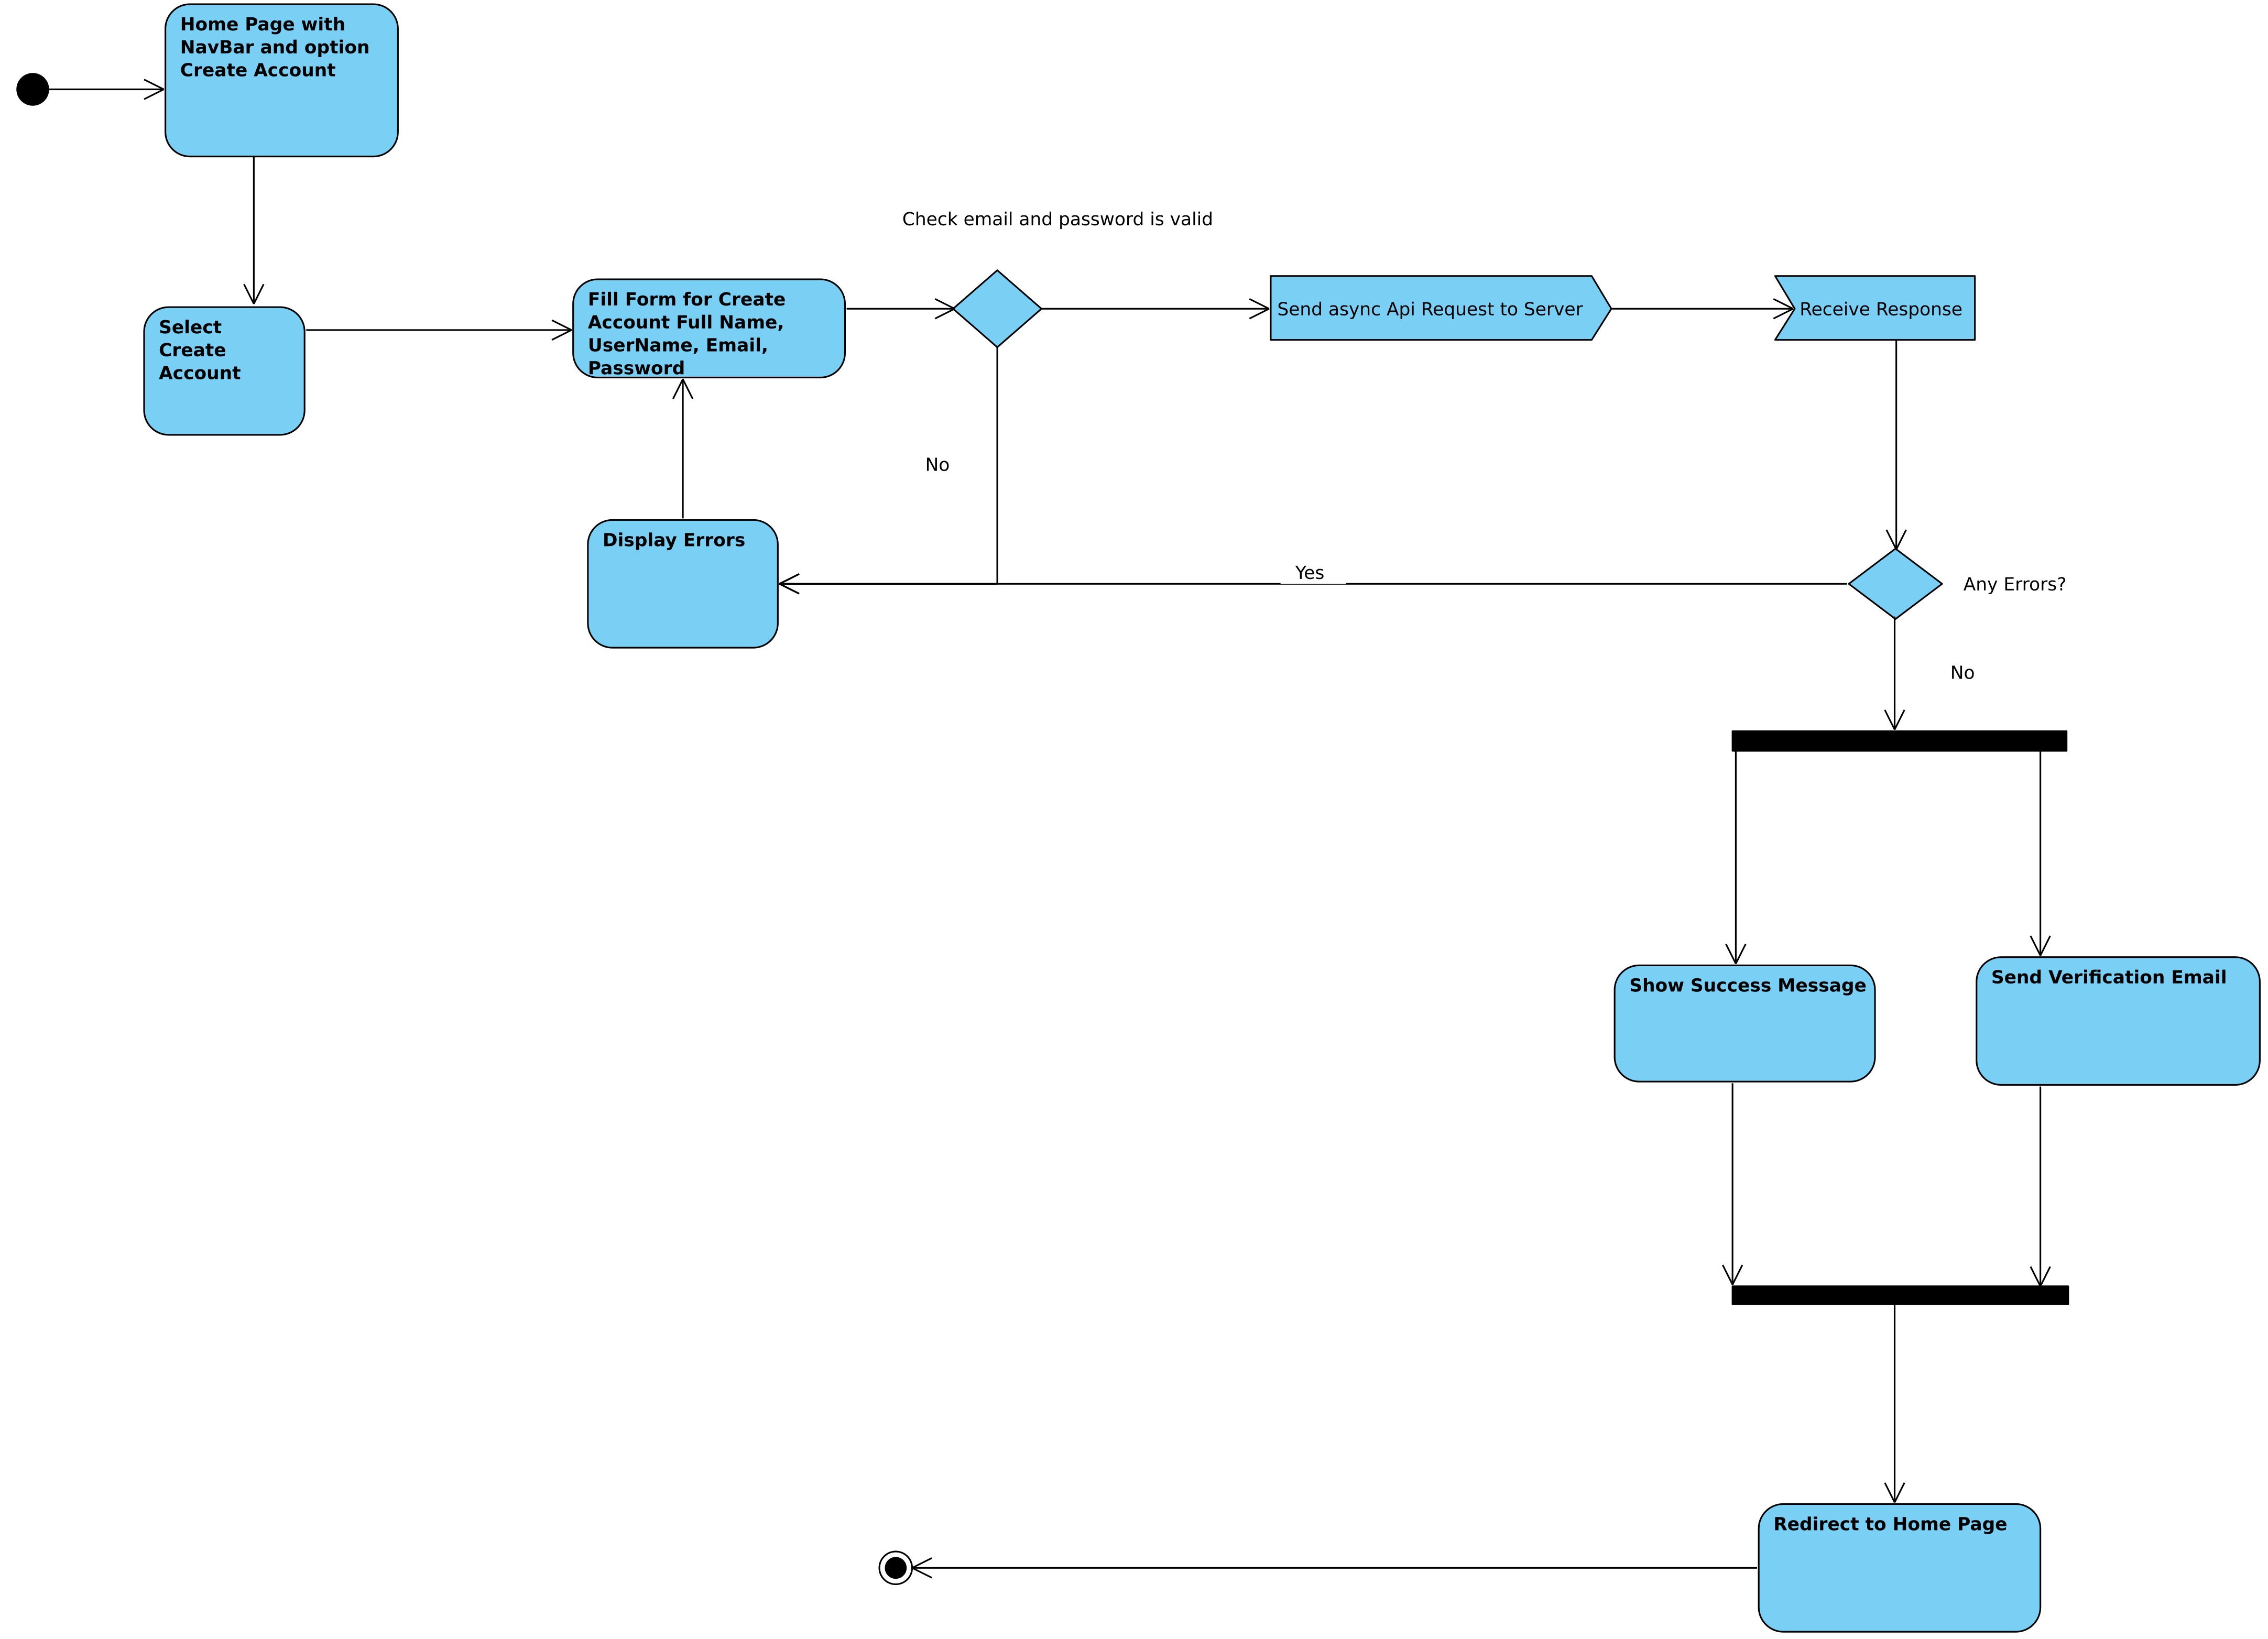 Home Page with
NavBar and option
Create Account
Check email and password is valid
Select
Create
Account
Fill Form for Create
Account Full Name,
UserName, Email,
Password
Send async Api Request to Server
Receive Response
No
Display Errors
Yes
Any Errors?
No
Show Success Message
Send Verification Email
Redirect to Home Page